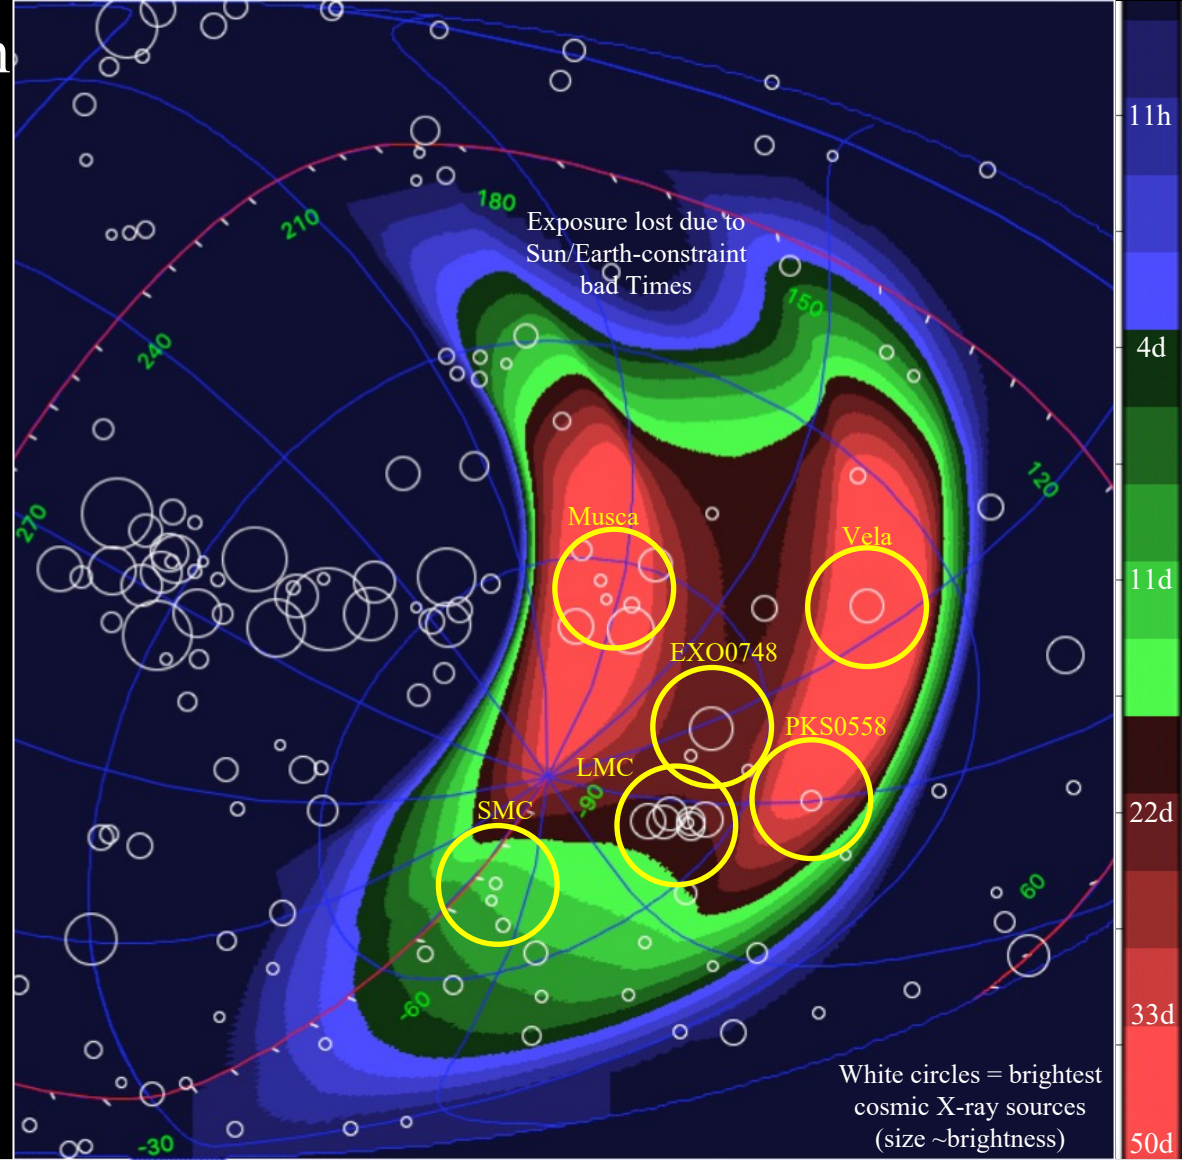 n
11h
180
210
Exposure lost due to
Sun/Earth-constraint
bad Times
150
240
4d
120
270
Musca
Vela
11d
EXO0748
PKS0558
LMC
-90
SMC
22d
60
-60
33d
White circles = brightest
cosmic X-ray sources
(size ~brightness)
-30
50d